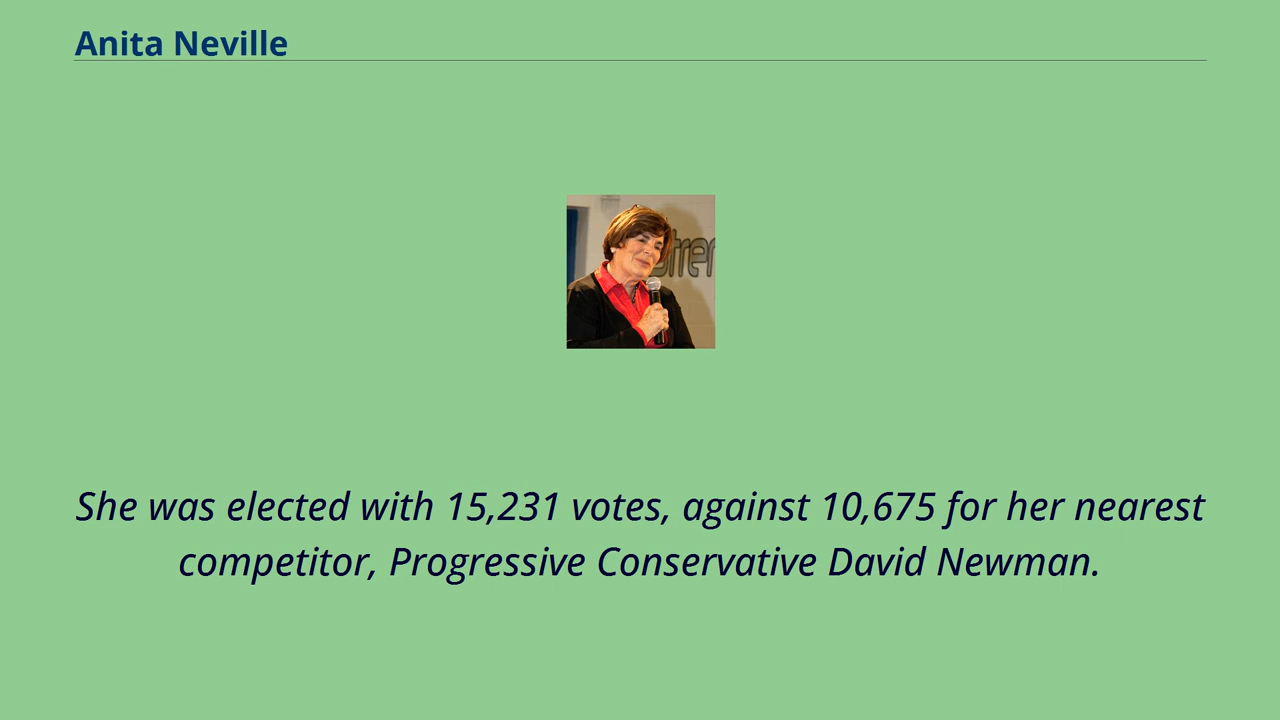 Anita Neville
She was elected with 15,231 votes, against 10,675 for her nearest
competitor, Progressive Conservative David Newman.